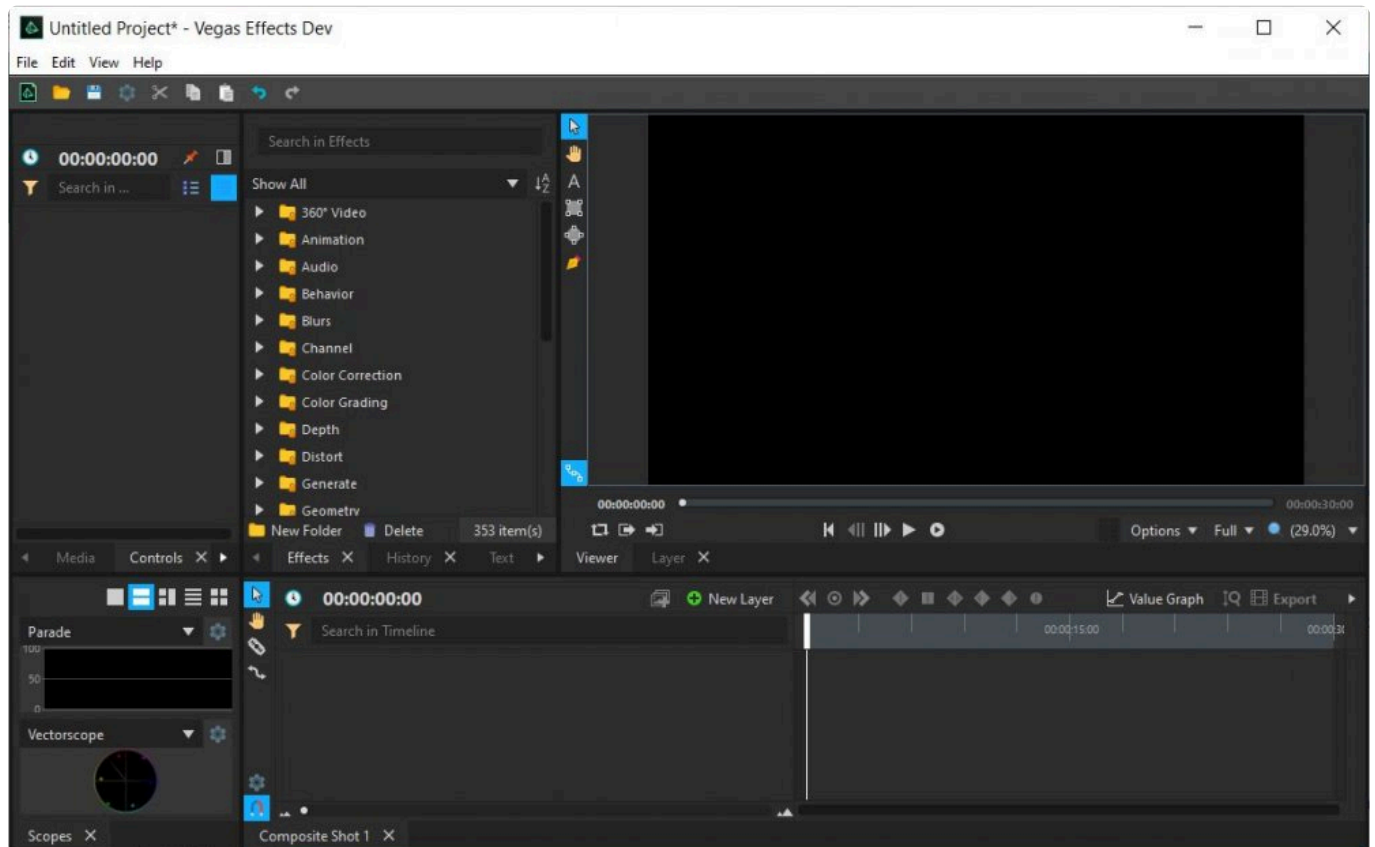 Untitled Project* - Vegas Effects Dev
File Edit View Help
00:00:00:00
Search in ...
Search in Effects
Show All
A
Z
A
360° Video
Animation
Audio
Behavior
Blurs
Channel
Color Correction
Color Grading
Depth
Distort
Generate
Geometry
New Folder Delete 353 item(s)
00:00:00:00 00:00:30:00
Options Full (29.0%)
Media Controls X
Effects X History X Text
Viewer Layer X
00:00:00:00 New Layer Value Graph IQ Export
Parade
Search in Timeline
00:00:15:00
100
50
0
Vectorscope
Scopes X
Composite Shot 1 X